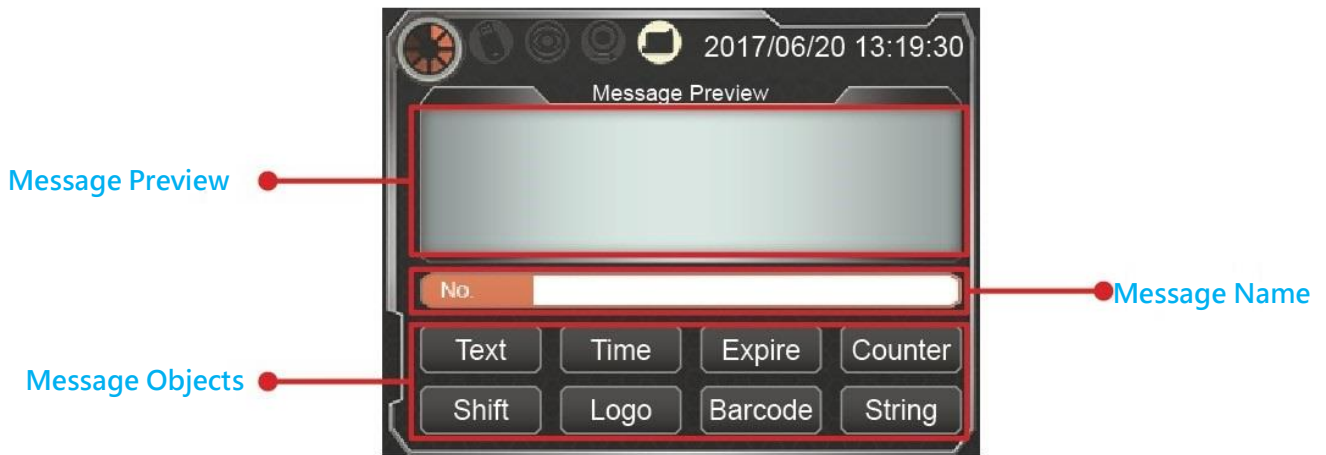 2017/06/20 13:19:30
Message Preview
Message Preview
No.
Message Name
Text Time Expire Counter
Message Objects
Shift Logo Barcode String